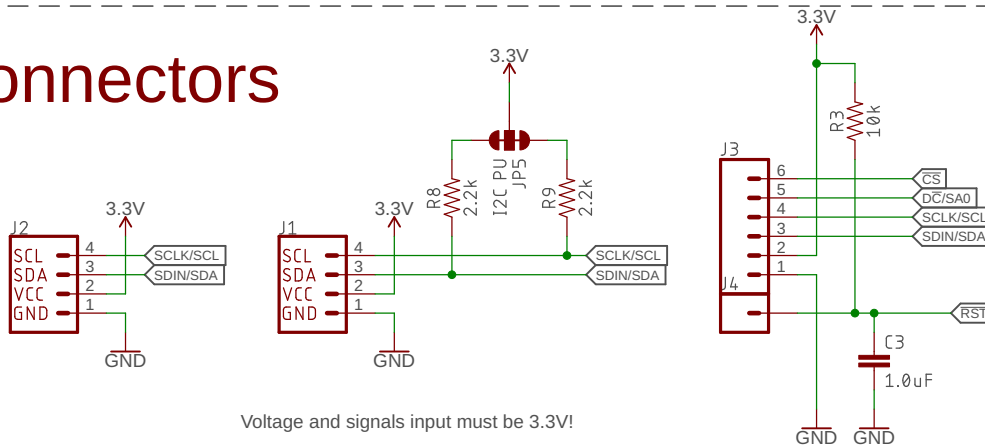 onnectors
3.3V
3.3V
R3
10k
J3
6
5
4
3
2
1
CS
DC/SA0
SCLK/SCL
SDIN/SDA
J4
RST
C3
1.0uF
GND
GND
3.3V
I2C PU
JP5
R8
2.2k
R9
2.2k
J2
3.3V
SCL 4 SCLK/SCL
SDA 3 SDIN/SDA
VCC 2
GND 1
GND
J1
3.3V
SCL 4 SCLK/SCL
SDA 3 SDIN/SDA
VCC 2
GND 1
GND
Voltage and signals input must be 3.3V!